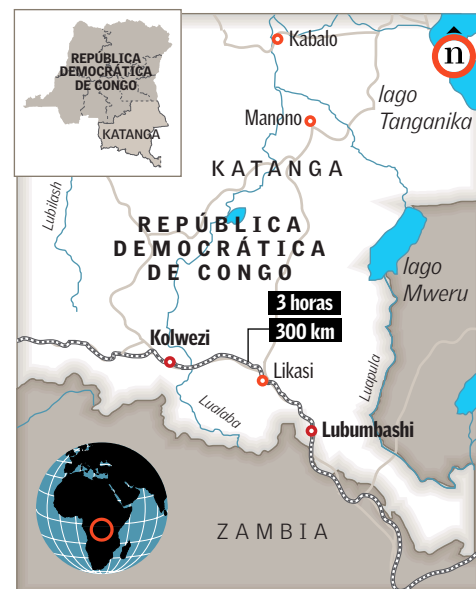 REPÚBLICA
DEMOCRÁTICA
DE CONGO
KATANGA
Kabalo
n
lago
Tanganika
Manono
KATANGA
Lubilash
REPÚBLICA
DEMOCRÁTICA
DE CONGO
lago
Mweru
3 horas
300 km
Kolwezi
Likasi
Luapula
Lualaba
Lubumbashi
ZAMBIA